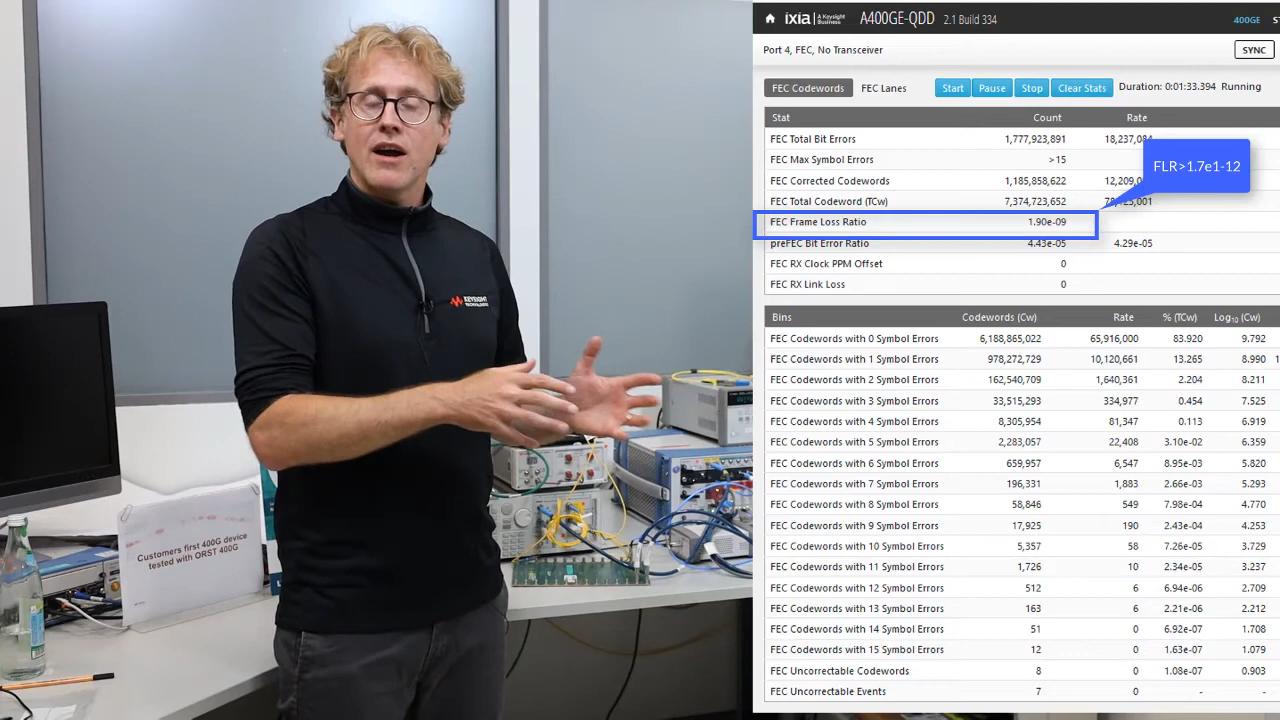 ixia A Keysight Business A400GE-QDD 2.1 Build 334 400GE
Port 4, FEC, No Transceiver SYNC
FEC Codewords FEC Lanes Start Pause Stop Clear Stats Duration: 0:01:33.394 Running
Stat Count Rate
FEC Total Bit Errors 1,777,923,891 18,237,084
FEC Max Symbol Errors >15
FLR>1.7e1-12
FEC Corrected Codewords 1,185,858,622
FEC Total Codeword (TCw) 7,374,723,652
FEC Frame Loss Ratio 1.90e-09
preFEC Bit Error Ratio 4.43e-05 4.29e-05
FEC RX Clock PPM Offset 0
FEC RX Link Loss 0
Bins Codewords (Cw) Rate % (TCw) Log10 (Cw)
FEC Codewords with 0 Symbol Errors 6,188,865,022 65,916,000 83.920 9.792
FEC Codewords with 1 Symbol Errors 978,272,729 10,120,661 13.265 8.990 1
FEC Codewords with 2 Symbol Errors 162,540,709 1,640,361 2.204 8.211
FEC Codewords with 3 Symbol Errors 33,515,293 334,977 0.454 7.525
FEC Codewords with 4 Symbol Errors 8,305,954 81,347 0.113 6.919
FEC Codewords with 5 Symbol Errors 2,283,057 22,408 3.10e-02 6.359
FEC Codewords with 6 Symbol Errors 659,957 6,547 8.95e-03 5.820
FEC Codewords with 7 Symbol Errors 196,331 1,883 2.66e-03 5.293
FEC Codewords with 8 Symbol Errors 58,846 549 7.98e-04 4.770
FEC Codewords with 9 Symbol Errors 17,925 190 2.43e-04 4.253
FEC Codewords with 10 Symbol Errors 5,357 58 7.26e-05 3.729
FEC Codewords with 11 Symbol Errors 1,726 10 2.34e-05 3.237
FEC Codewords with 12 Symbol Errors 512 6 6.94e-06 2.709
FEC Codewords with 13 Symbol Errors 163 6 2.21e-06 2.212
FEC Codewords with 14 Symbol Errors 51 0 6.92e-07 1.708
FEC Codewords with 15 Symbol Errors 12 0 1.63e-07 1.079
FEC Uncorrectable Codewords 8 0 1.08e-07 0.903
FEC Uncorrectable Events 7 0 - -
KEYSIGHT
TECHNOLOGIES
Customers first 400G device
tested with ORST 400G